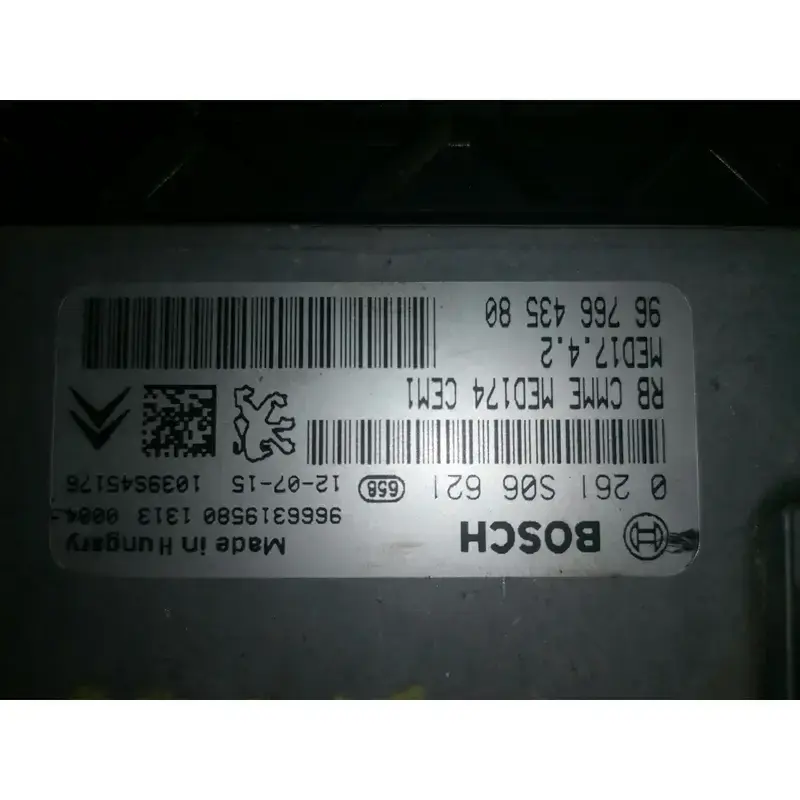 BOSCH
Made in Hungary
9666319580 1313 0004-
0 261 S06 621
65B
12-07-15
1039S45176
RB CMME MED174 CEM1
MED17.4.2
96 766 435 80